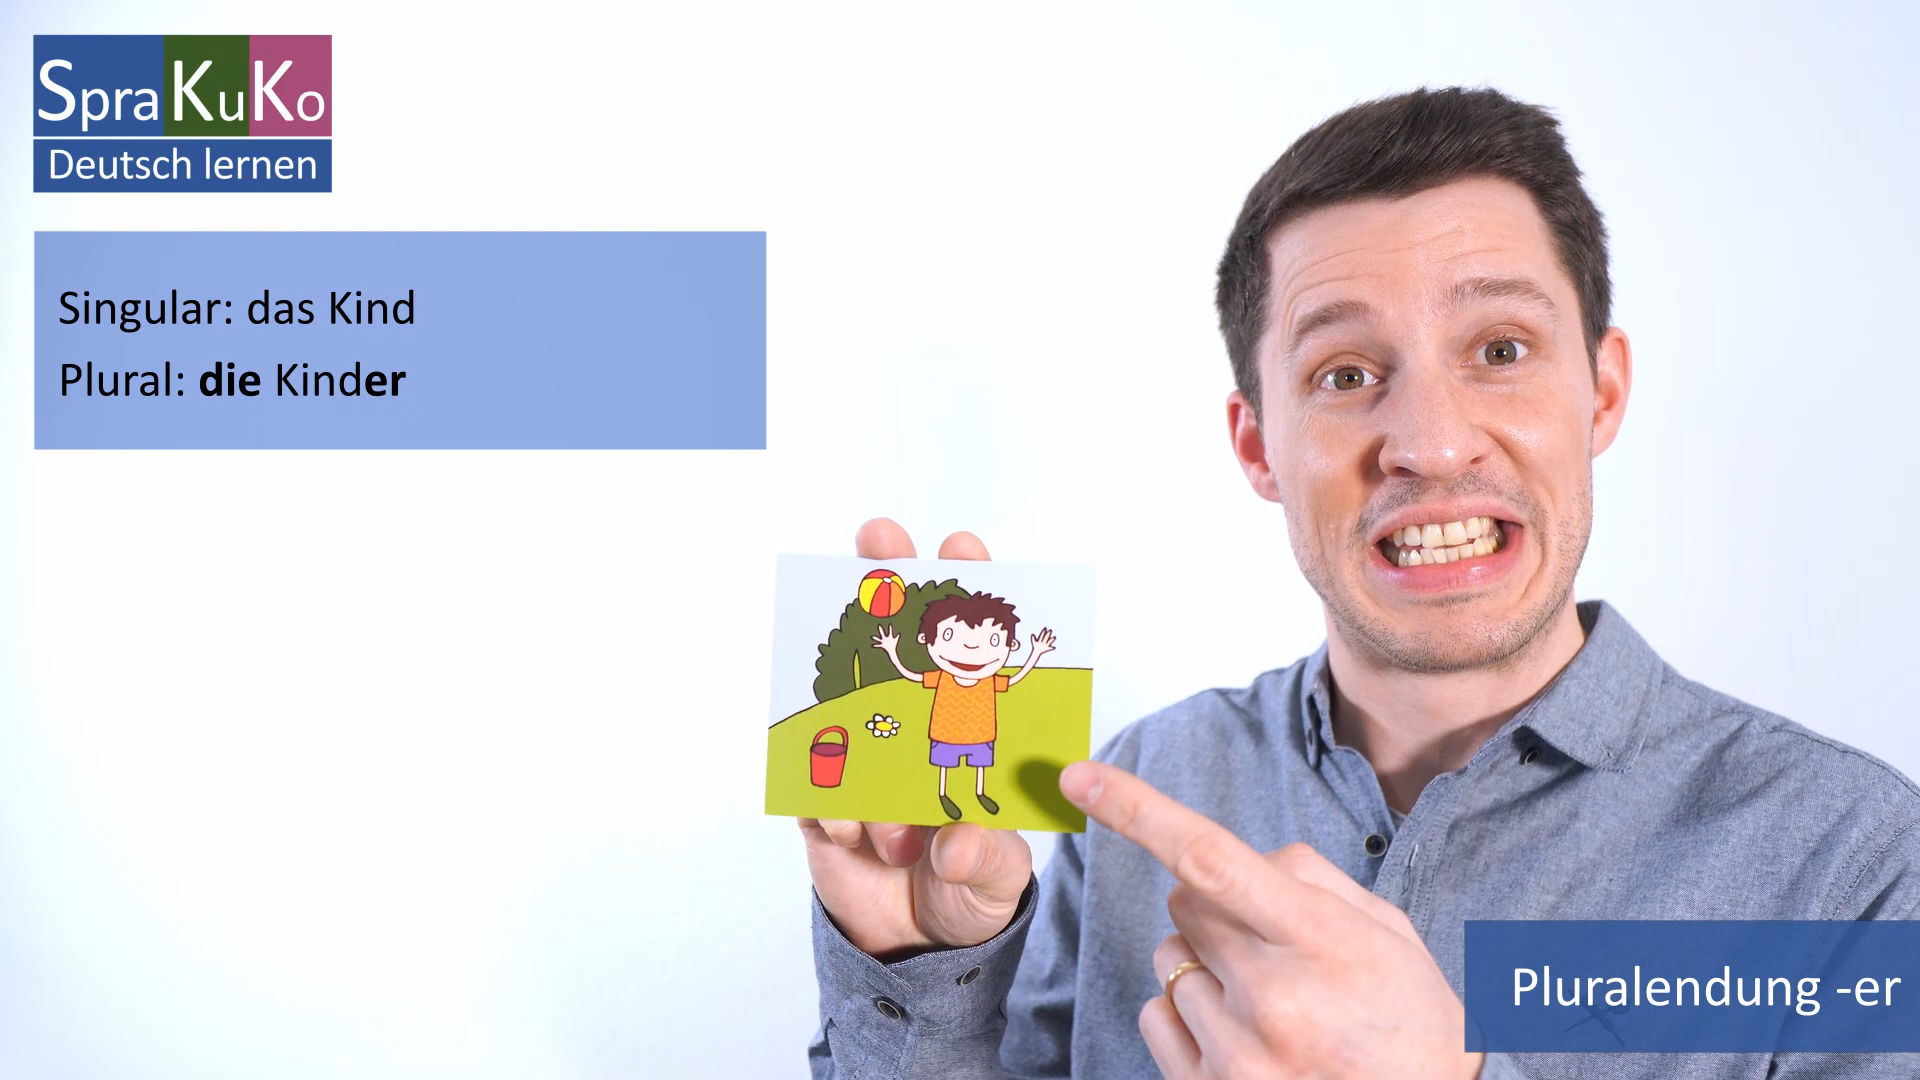 SpraKuKo
Deutsch lernen
Singular: das Kind
Plural: die Kinder
Pluralendung -er